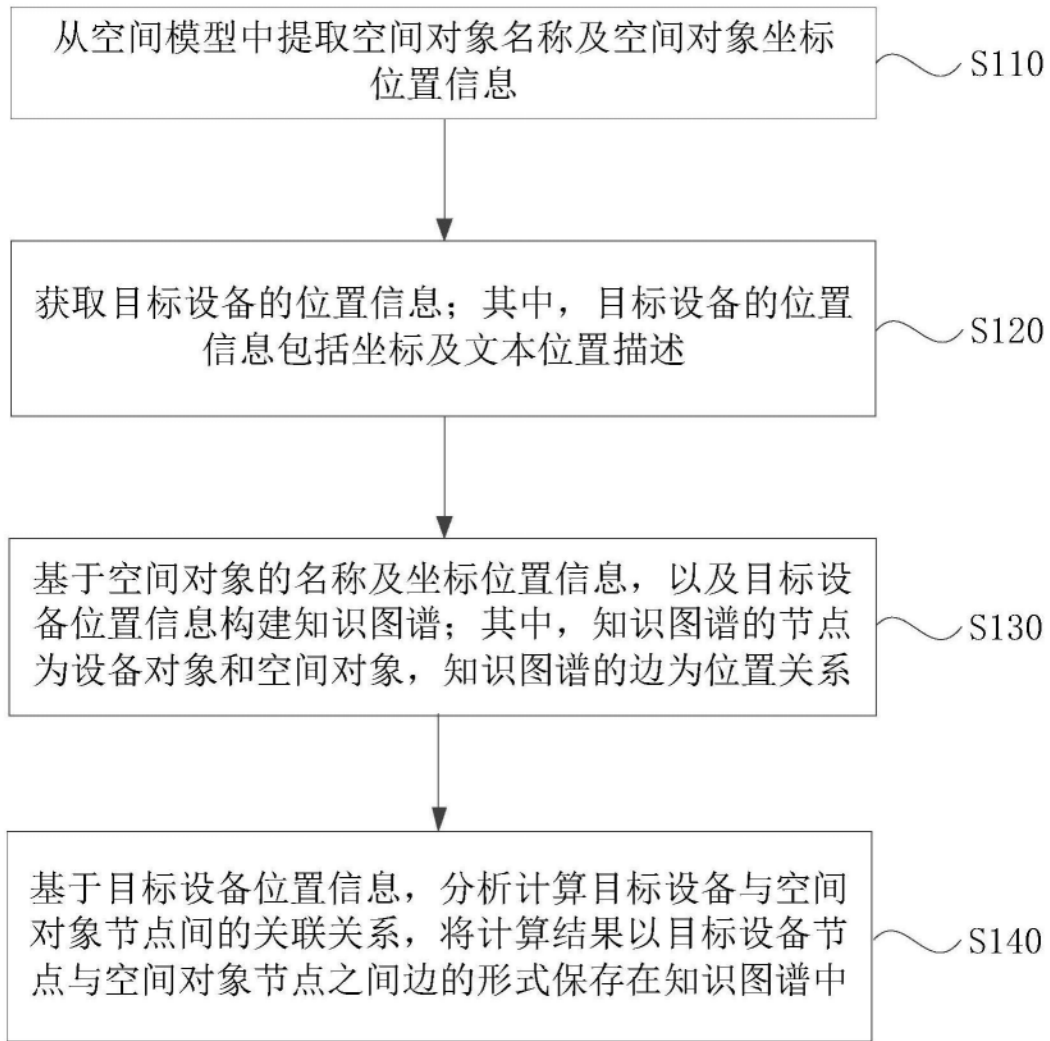 从空间模型中提取空间对象名称及空间对象坐标
位置信息
S110
获取目标设备的位置信息；其中，目标设备的位置
信息包括坐标及文本位置描述
S120
基于空间对象的名称及坐标位置信息，以及目标设
备位置信息构建知识图谱；其中，知识图谱的节点
为设备对象和空间对象，知识图谱的边为位置关系
S130
基于目标设备位置信息，分析计算目标设备与空间
对象节点间的关联关系，将计算结果以目标设备节
点与空间对象节点之间边的形式保存在知识图谱中
S140